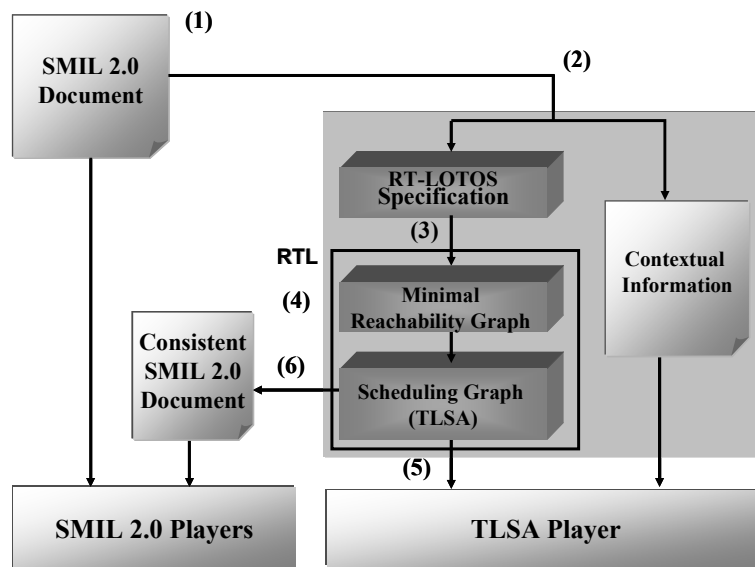 (1)
SMIL 2.0
Document
(2)
RT-LOTOS
Specification
(3)
RTL
Contextual
Information
(4)
Minimal
Reachability Graph
Consistent
SMIL 2.0
Document
(6)
Scheduling Graph
(TLSA)
(5)
SMIL 2.0 Players
TLSA Player